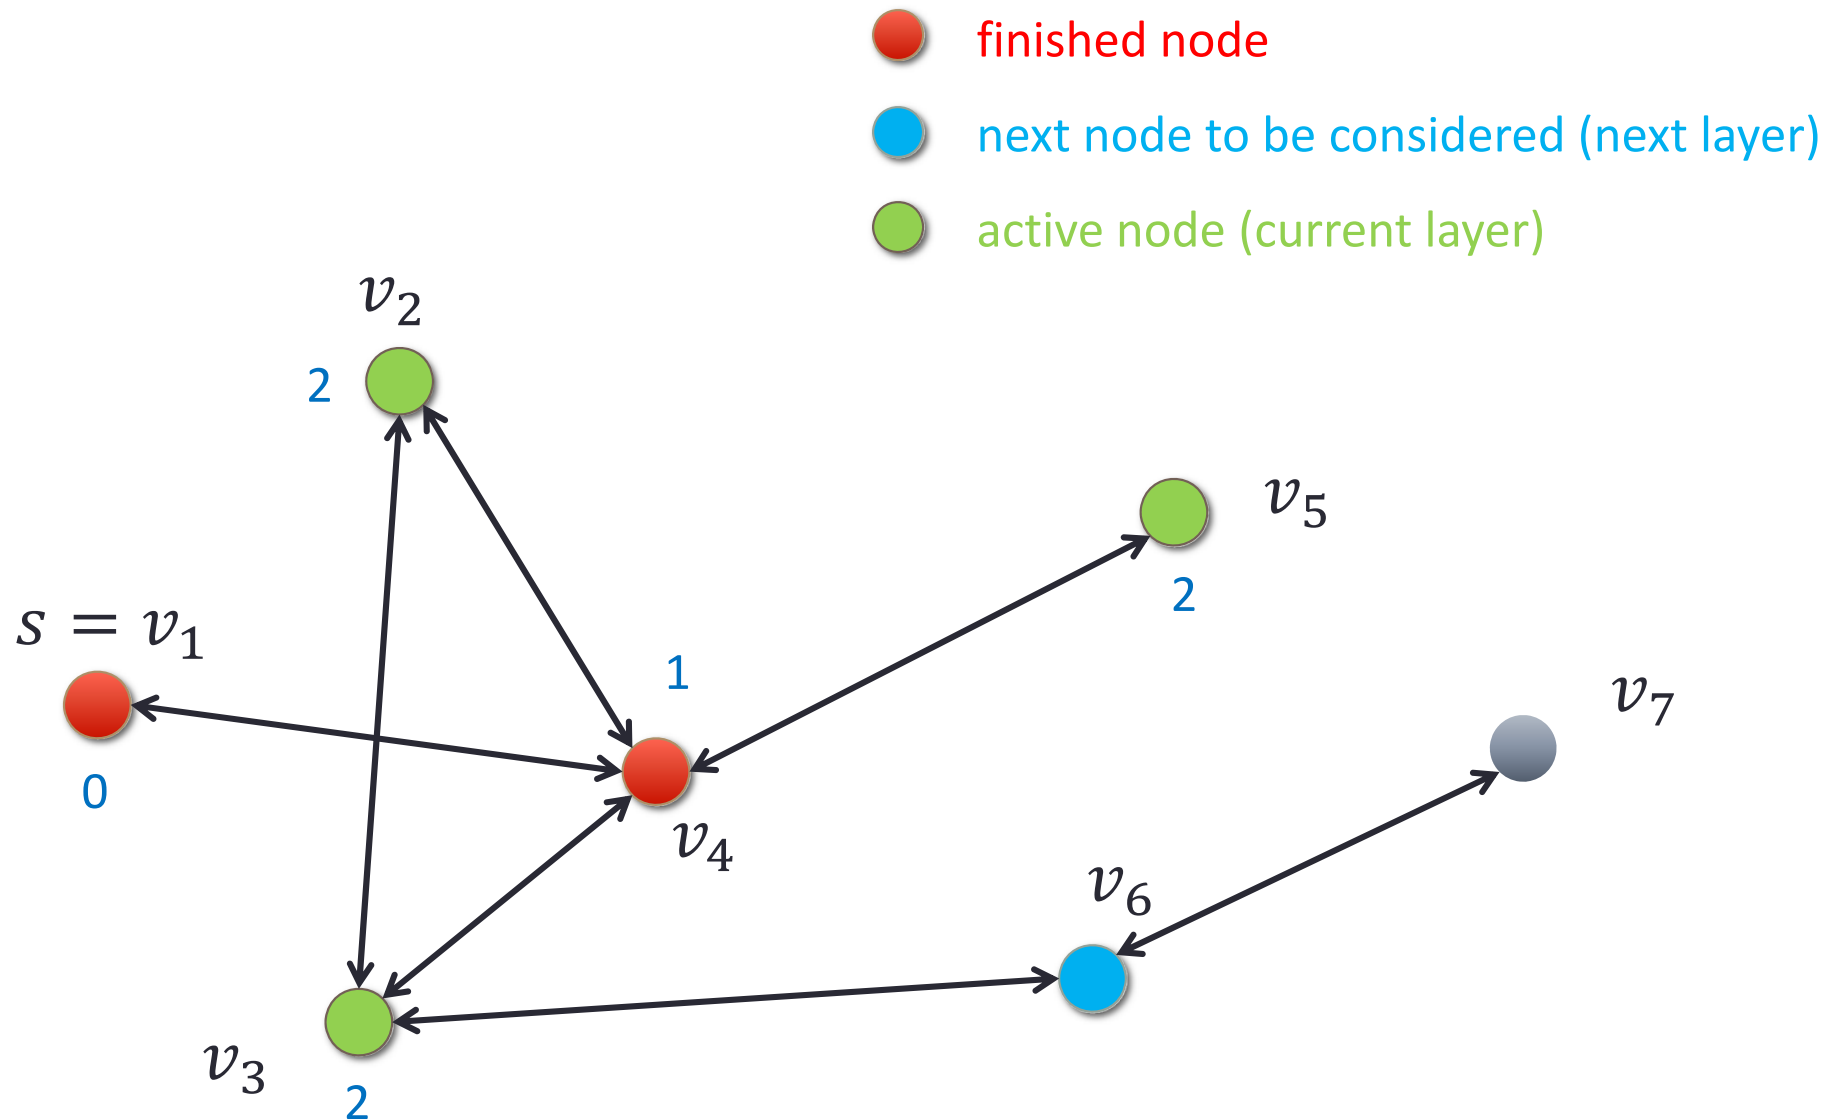 finished node
next node to be considered (next layer)
active node (current layer)
v₂
2
v₅
2
s = v₁
1
v₇
0
v₄
v₆
v₃
2